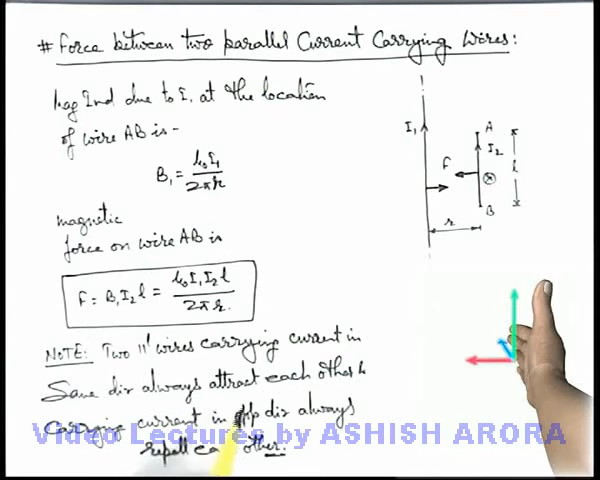 # Force between two parallel Current Carrying Wires:
Mag Ind due to I₁ at the location
of wire AB is -
B₁ = μ₀I₁ / 2πr
magnetic
force on wire AB is
F = B₁I₂l = μ₀I₁I₂l / 2πr.
NOTE: Two 11' wires carrying current in
Same dir always attract each other &
Carrying current in opp dir always
repell each other.
I₁
A
I₂
F
l
⊗
B
r
Video Lectures by ASHISH ARORA